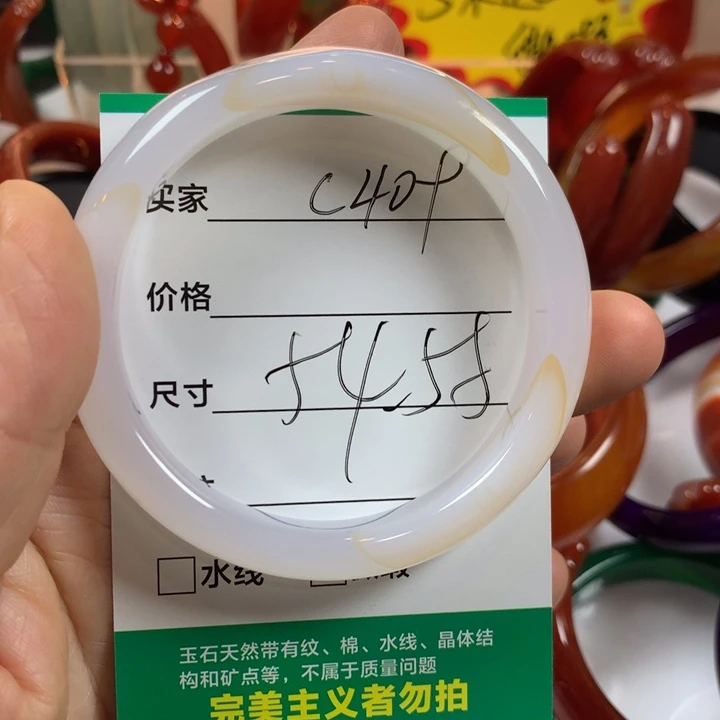 卖家 C404
价格
尺寸 54.55
水线
玉石天然带有纹、棉、水线、晶体结
构和矿点等，不属于质量问题
完美主义者勿拍